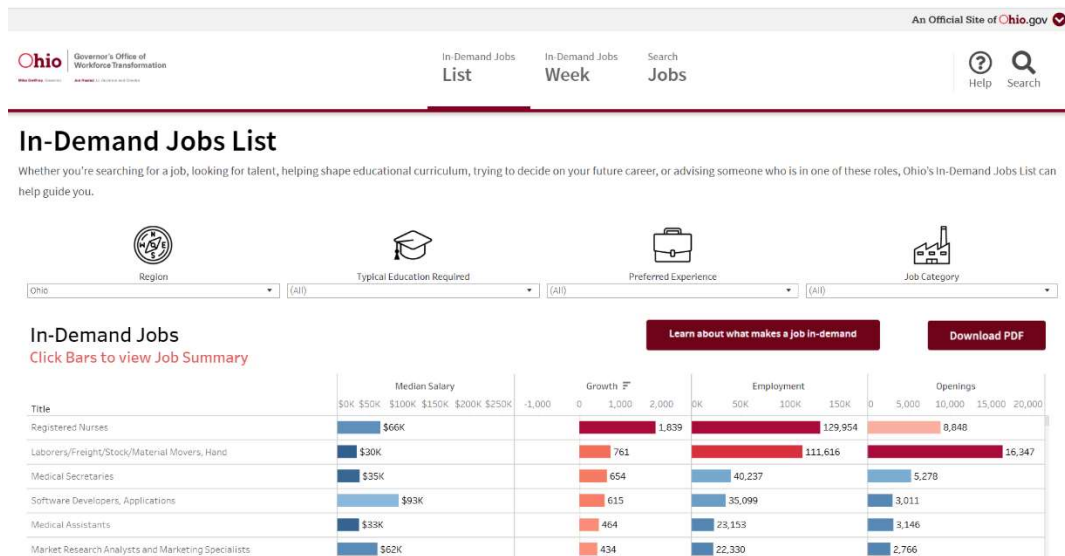 An Official Site of Ohio.gov
Ohio
Governor's Office of
Workforce Transformation
In-Demand Jobs
List
In-Demand Jobs
Week
Search
Jobs
Help
Search
In-Demand Jobs List
Whether you're searching for a job, looking for talent, helping shape educational curriculum, trying to decide on your future career, or advising someone who is in one of these roles, Ohio's In-Demand Jobs List can
help guide you.
N
W
E
S
Region
Typical Education Required
Preferred Experience
Job Category
Ohio
(All)
(All)
(All)
In-Demand Jobs
Click Bars to view Job Summary
Learn about what makes a job in-demand
Download PDF
Median Salary Growth Employment Openings
Title $0K $50K $100K $150K $200K $250K -1,000 0 1,000 2,000 0K 50K 100K 150K 0 5,000 10,000 15,000 20,000
Registered Nurses $66K 1,839 129,954 8,848
Laborers/Freight/Stock/Material Movers, Hand $30K 761 111,616 16,347
Medical Secretaries $35K 654 40,237 5,278
Software Developers, Applications $93K 615 35,099 3,011
Medical Assistants $33K 464 23,153 3,146
Market Research Analysts and Marketing Specialists $62K 434 22,330 2,766